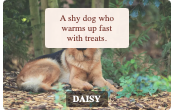 A shy dog who
warms up fast
with treats.
DAISY